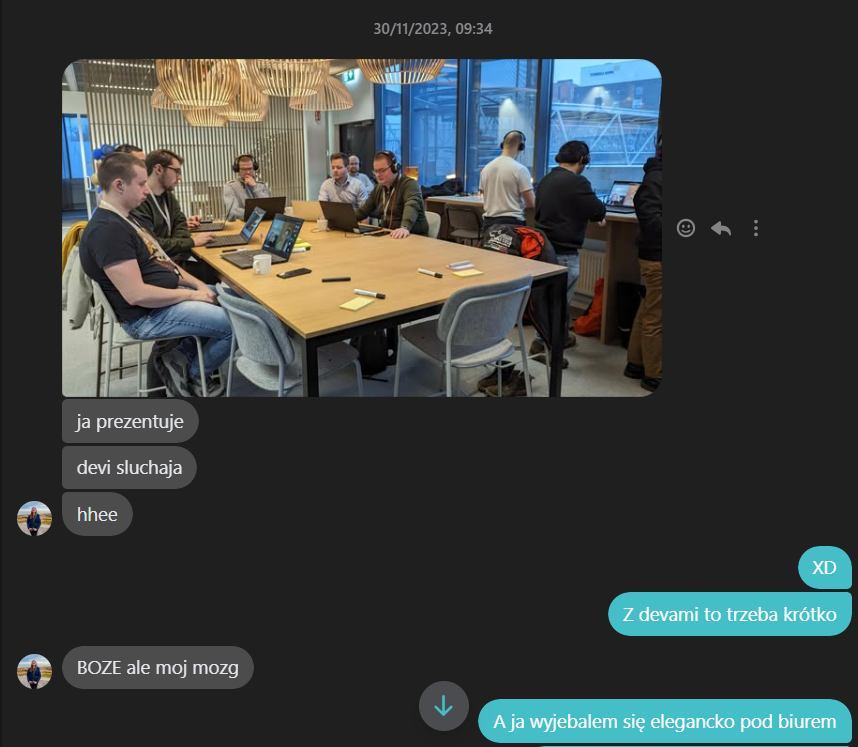 30/11/2023, 09:34
ja prezentuje
devi sluchaja
hhee
XD
Z devami to trzeba krótko
BOZE ale moj mozg
A ja wyjebalem się elegancko pod biurem